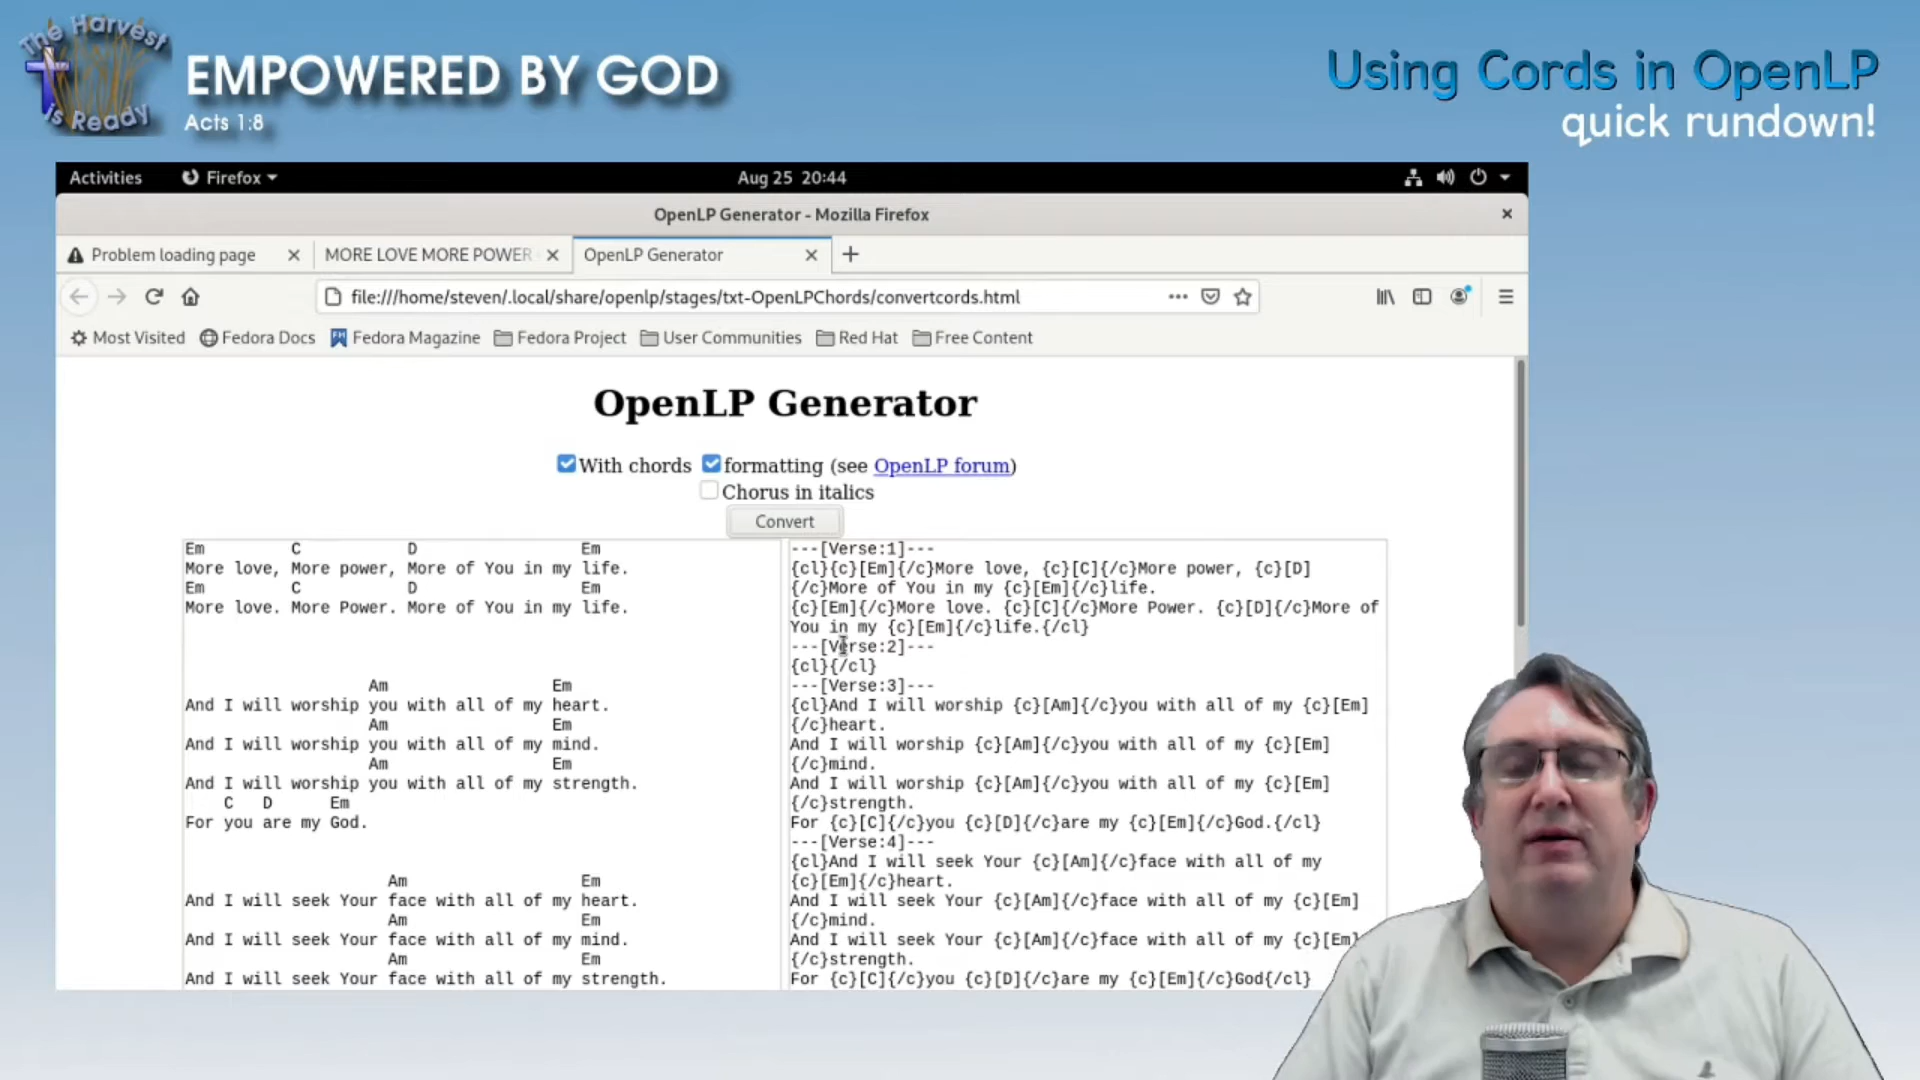 The Harvest
is Ready
EMPOWERED BY GOD
Acts 1:8
Using Cords in OpenLP
quick rundown!
Activities Firefox Aug 25 20:44
OpenLP Generator - Mozilla Firefox
Problem loading page MORE LOVE MORE POWER OpenLP Generator
file:///home/steven/.local/share/openlp/stages/txt-OpenLPChords/convertcords.html
Most Visited Fedora Docs Fedora Magazine Fedora Project User Communities Red Hat Free Content
OpenLP Generator
With chords formatting (see OpenLP forum)
Chorus in italics
Convert
Em C D Em
More love, More power, More of You in my life.
Em C D Em
More love. More Power. More of You in my life.
Am Em
And I will worship you with all of my heart.
Am Em
And I will worship you with all of my mind.
Am Em
And I will worship you with all of my strength.
C D Em
For you are my God.
Am Em
And I will seek Your face with all of my heart.
Am Em
And I will seek Your face with all of my mind.
Am Em
And I will seek Your face with all of my strength.
---[Verse:1]---
{cl}{c}[Em]{/c}More love, {c}[C]{/c}More power, {c}[D]
{/c}More of You in my {c}[Em]{/c}life.
{c}[Em]{/c}More love. {c}[C]{/c}More Power. {c}[D]{/c}More of
You in my {c}[Em]{/c}life.{/cl}
---[Verse:2]---
{cl}{/cl}
---[Verse:3]---
{cl}And I will worship {c}[Am]{/c}you with all of my {c}[Em]
{/c}heart.
And I will worship {c}[Am]{/c}you with all of my {c}[Em]
{/c}mind.
And I will worship {c}[Am]{/c}you with all of my {c}[Em]
{/c}strength.
For {c}[C]{/c}you {c}[D]{/c}are my {c}[Em]{/c}God.{/cl}
---[Verse:4]---
{cl}And I will seek Your {c}[Am]{/c}face with all of my
{c}[Em]{/c}heart.
And I will seek Your {c}[Am]{/c}face with all of my {c}[Em]
{/c}mind.
And I will seek Your {c}[Am]{/c}face with all of my {c}[Em]
{/c}strength.
For {c}[C]{/c}you {c}[D]{/c}are my {c}[Em]{/c}God{/cl}